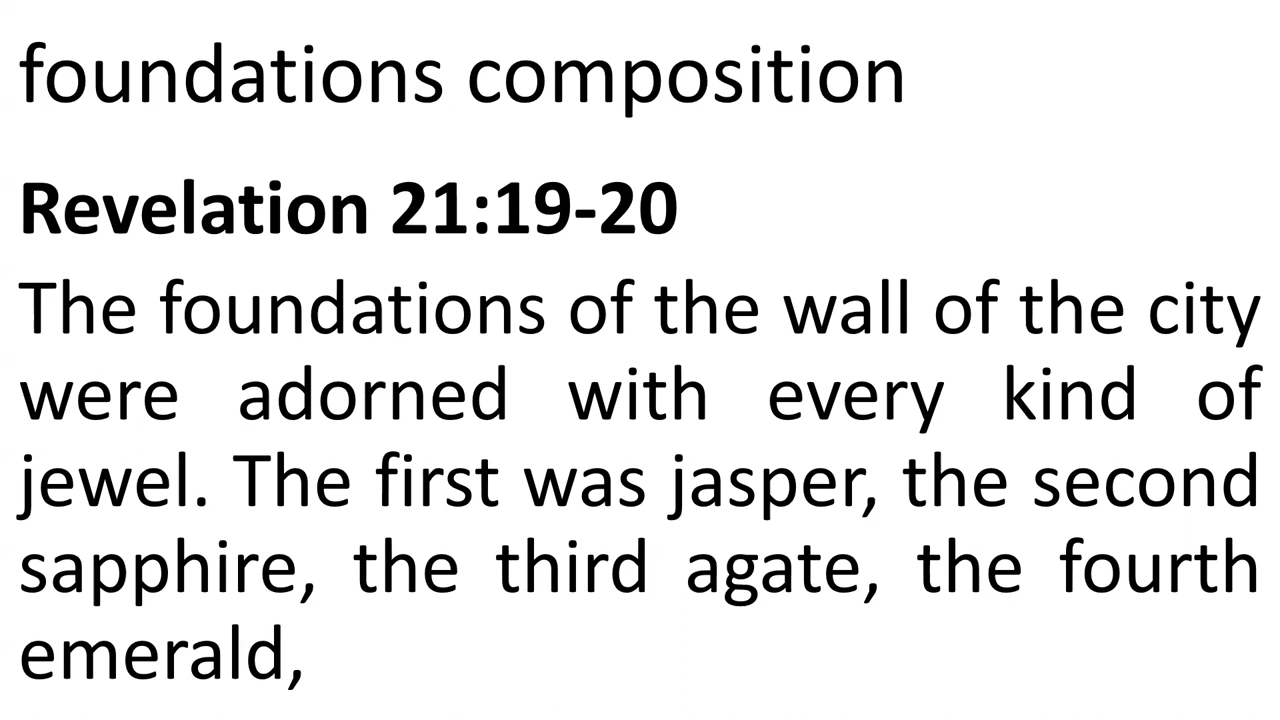 foundations composition
Revelation 21:19-20
The foundations of the wall of the city
were adorned with every kind of
jewel. The first was jasper, the second
sapphire, the third agate, the fourth
emerald,